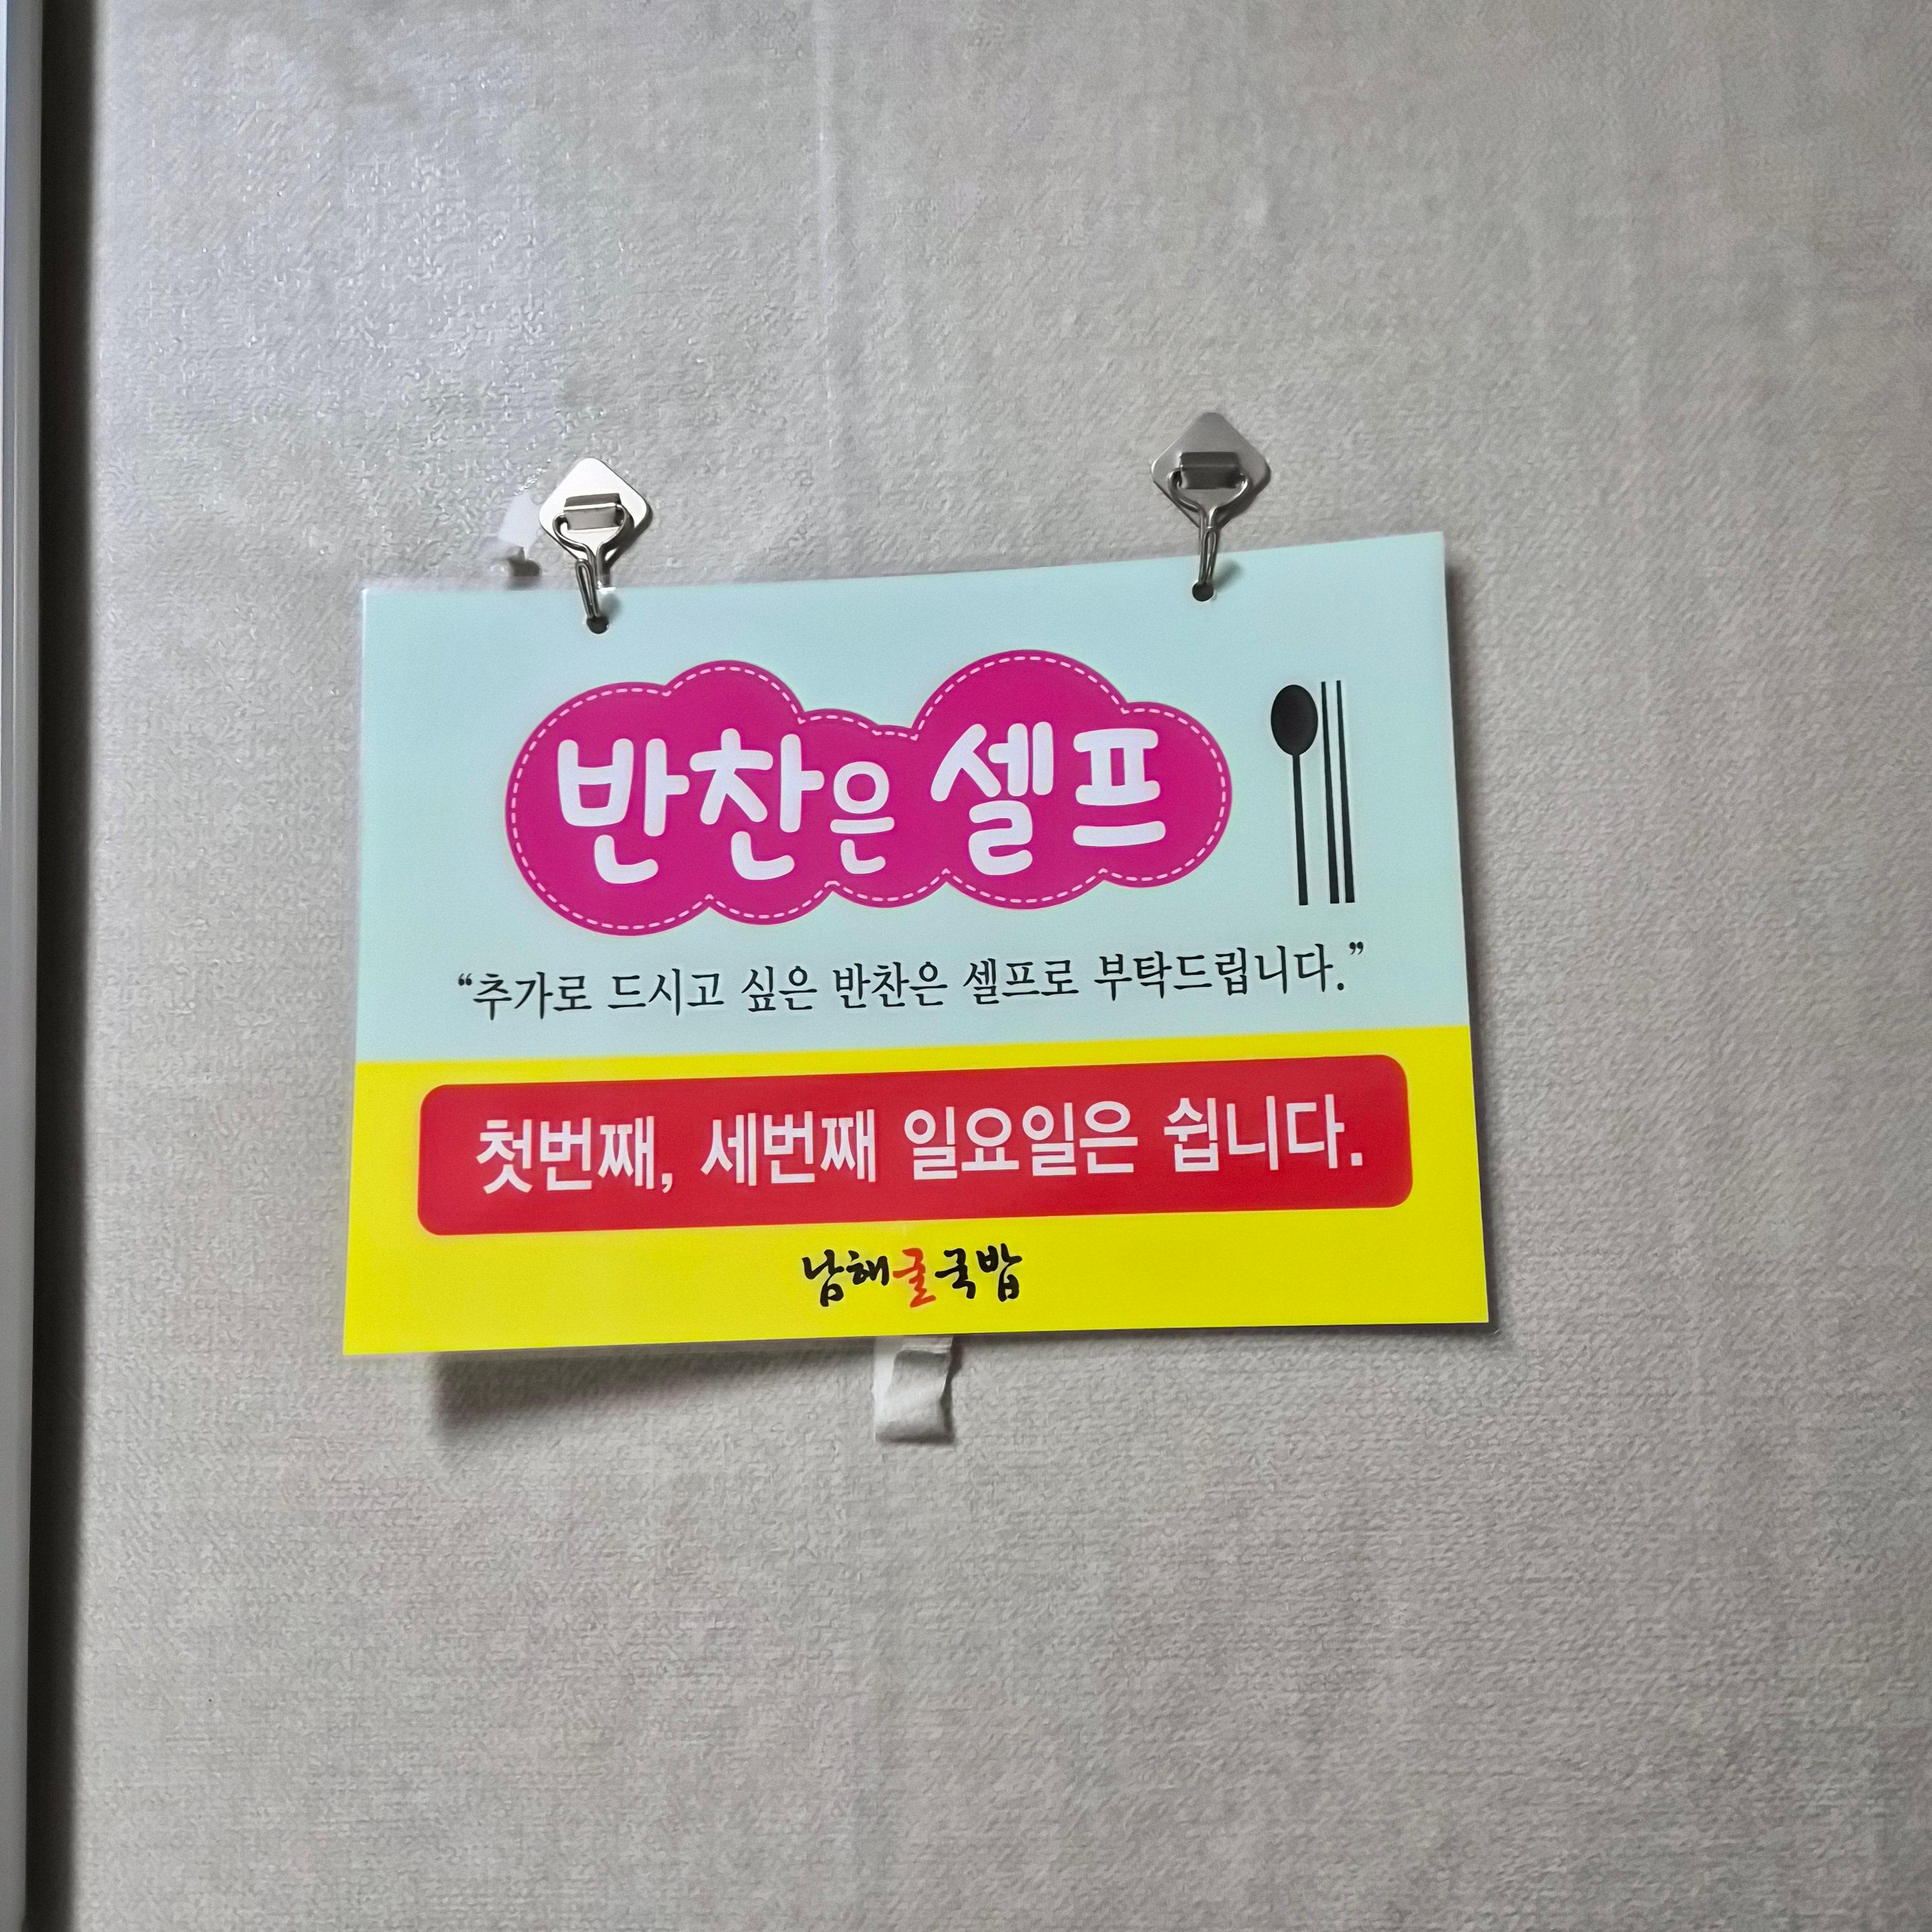 반찬은 셀프
“추가로 드시고 싶은 반찬은 셀프로 부탁드립니다.”
첫번째, 세번째 일요일은 쉽니다.
남해굴국밥